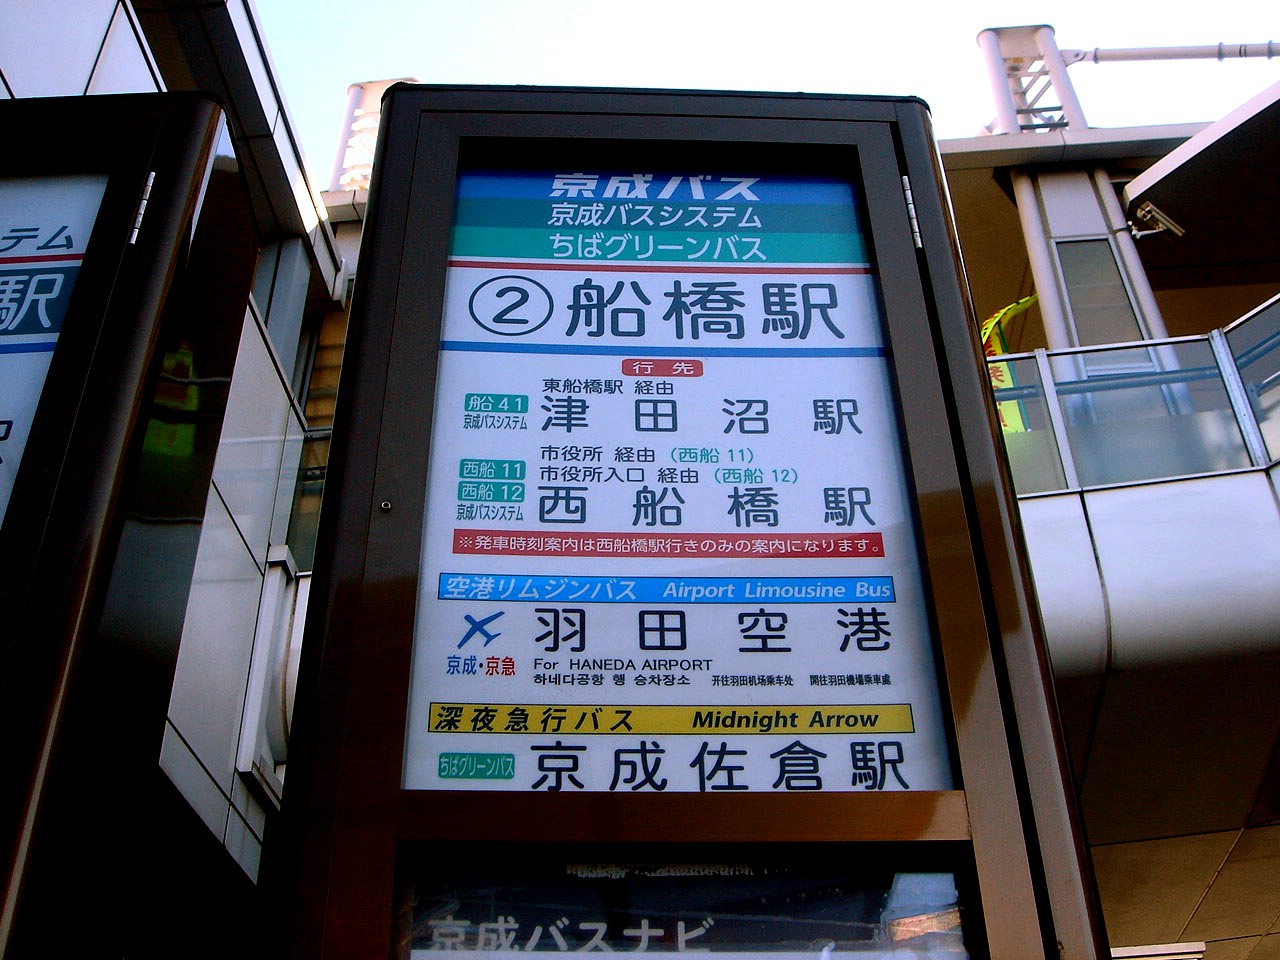 京成バス
京成バスシステム
ちばグリーンバス
② 船橋駅
行先
東船橋駅 経由
船41
京成バスシステム
津田沼駅
市役所 経由 (西船 11)
市役所入口 経由 (西船 12)
西船 11
西船 12
京成バスシステム
西船橋駅
※発車時刻案内は西船橋駅行きのみの案内になります。
空港リムジンバス Airport Limousine Bus
羽田空港
京成・京急
For HANEDA AIRPORT
하네다공항 행 승차장소 开往羽田机场乘车处 開往羽田機場乘車處
深夜急行バス Midnight Arrow
ちばグリーンバス
京成佐倉駅
京成バスナビ
テム
駅
駅